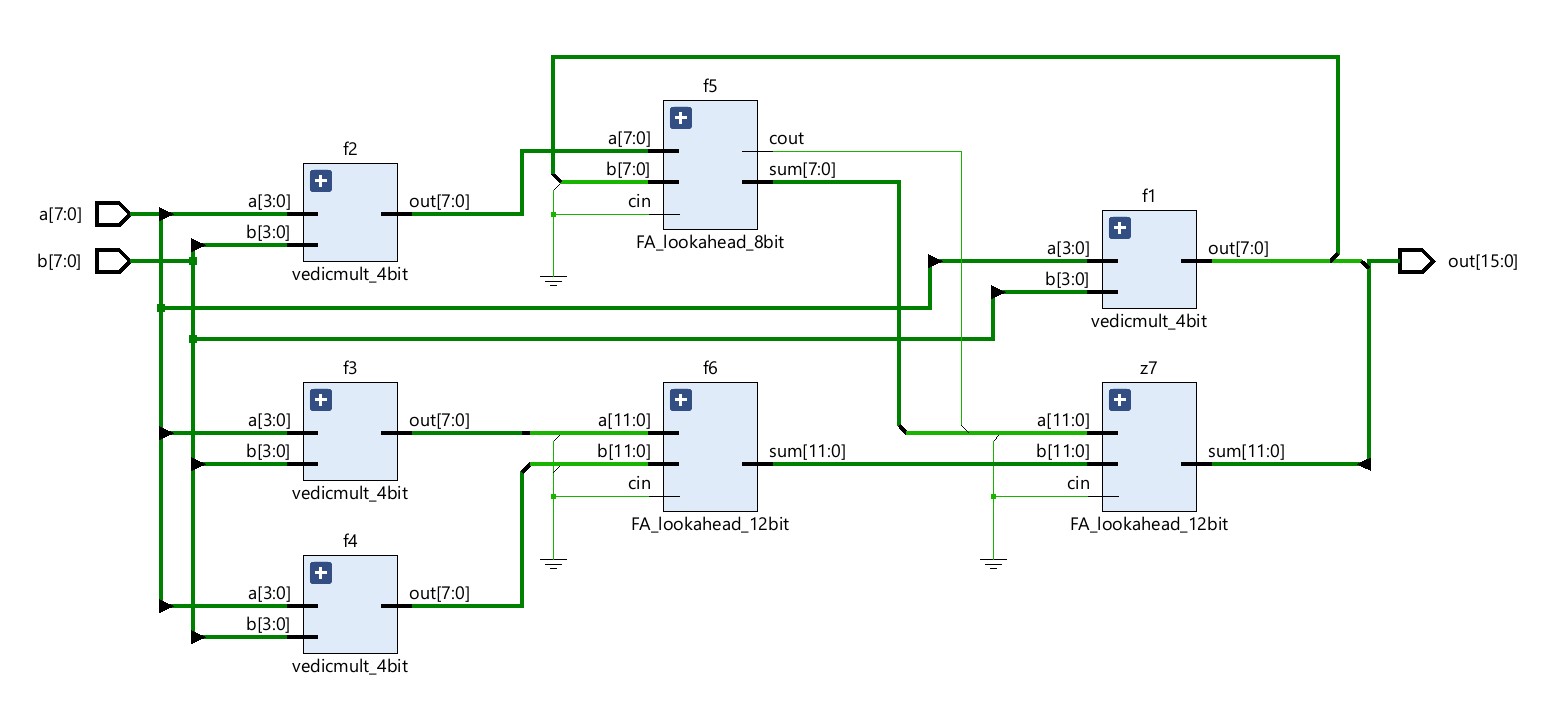 a[7:0]
b[7:0]
f2
a[3:0]
b[3:0]
out[7:0]
vedicmult_4bit
f5
a[7:0]
b[7:0]
cin
cout
sum[7:0]
FA_lookahead_8bit
f1
a[3:0]
b[3:0]
out[7:0]
vedicmult_4bit
out[15:0]
f3
a[3:0]
b[3:0]
out[7:0]
vedicmult_4bit
f6
a[11:0]
b[11:0]
cin
sum[11:0]
FA_lookahead_12bit
z7
a[11:0]
b[11:0]
cin
sum[11:0]
FA_lookahead_12bit
f4
a[3:0]
b[3:0]
out[7:0]
vedicmult_4bit